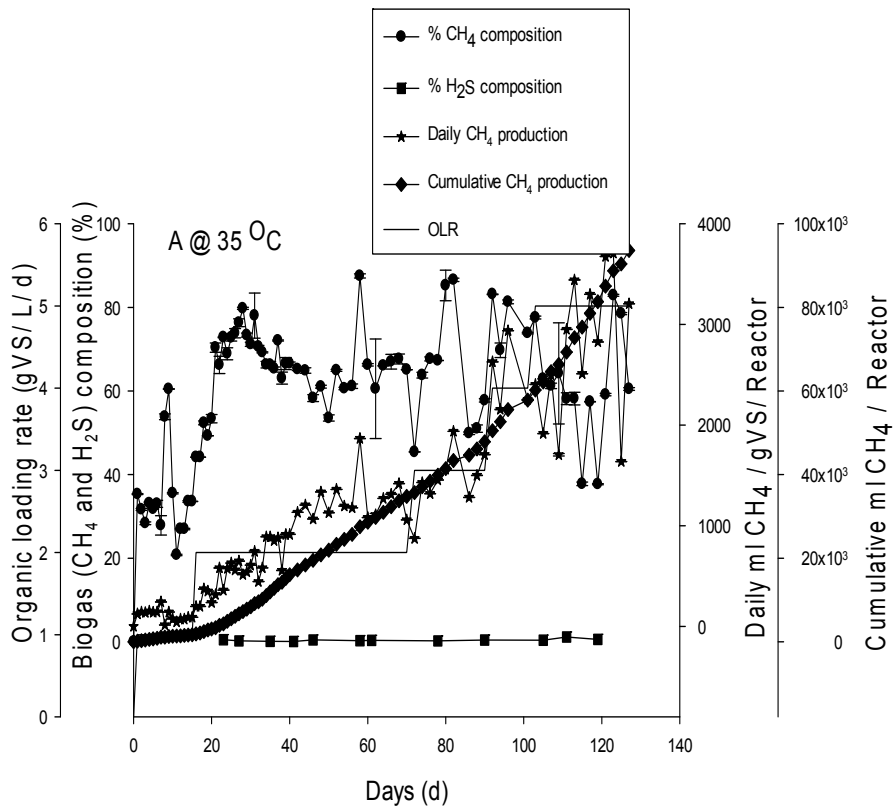 % CH4 composition
% H2S composition
Daily CH4 production
Cumulative CH4 production
OLR
A @ 35 OC
Organic loading rate (gVS/ L/ d)
0
1
2
3
4
5
6
Biogas (CH4 and H2S) composition (%)
0
20
40
60
80
100
Daily ml CH4 / gVS/ Reactor
0
1000
2000
3000
4000
Cumulative ml CH4 / Reactor
0
20x103
40x103
60x103
80x103
100x103
0
20
40
60
80
100
120
140
Days (d)